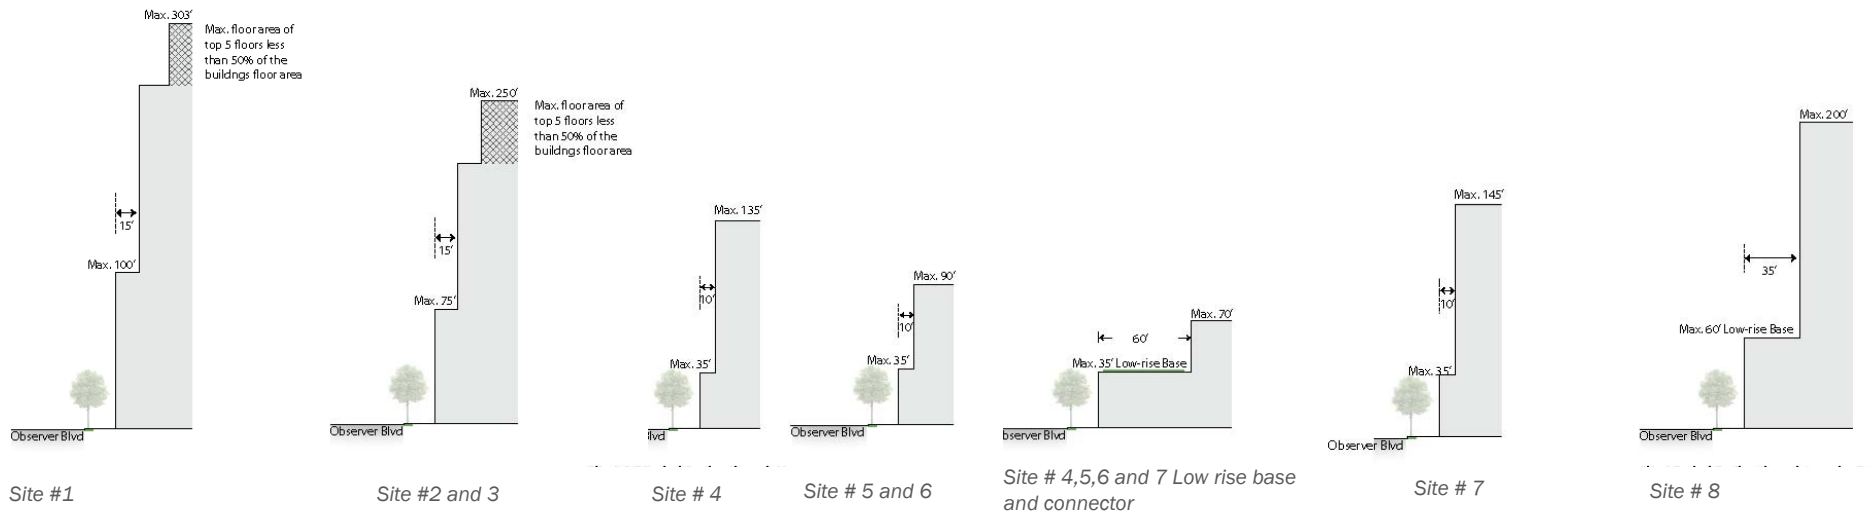 Max. 303'
Max. floor area of
top 5 floors less
than 50% of the
buildngs floor area
15'
Max. 100'
Observer Blvd
Site #1
Max. 250'
Max. floor area of
top 5 floors less
than 50% of the
buildngs floor area
15'
Max. 75'
Observer Blvd
Site #2 and 3
Max. 135'
10'
Max. 35'
lvd
Site # 4
Max. 90'
10'
Max. 35'
Observer Blvd
Site # 5 and 6
Max. 70'
60'
Max. 35' Low-rise Base
bserver Blvd
Site # 4,5,6 and 7 Low rise base
and connector
Max. 145'
10'
Max. 35'
Observer Blvd
Site # 7
Max. 200'
35'
Max. 60' Low-rise Base
Observer Blvd
Site # 8